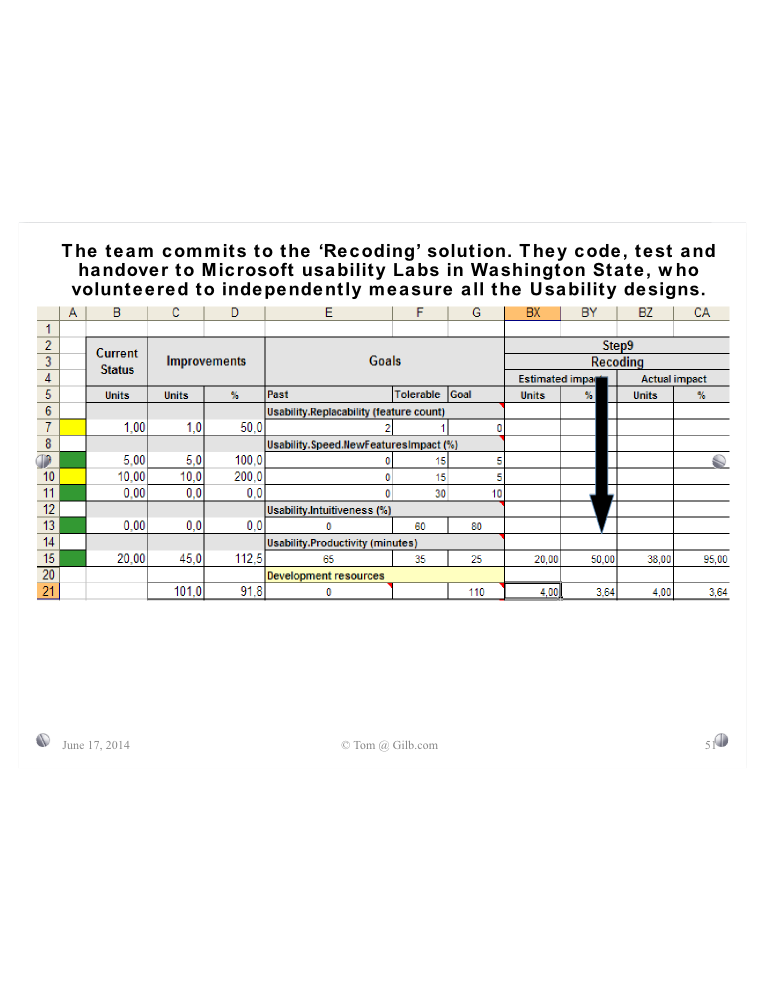 The team commits to the ‘Recoding’ solution. They code, test and
handover to Microsoft usability Labs in Washington State, who
volunteered to independently measure all the Usability designs.
A B C D E F G BX BY BZ CA
1
2 Current Status Improvements Goals Step9
3 Recoding
4 Estimated Actual impact
5 Units Units % Past Tolerable Goal Units % Units %
6 Usability.Replacability (feature count)
7 1,00 1,0 50,0 2 1 0
8 Usability.Speed.NewFeaturesImpact (%)
5,00 5,0 100,0 0 15 5
10 10,00 10,0 200,0 0 15 5
11 0,00 0,0 0,0 0 30 10
12 Usability.Intuitiveness (%)
13 0,00 0,0 0,0 0 60 80
14 Usability.Productivity (minutes)
15 20,00 45,0 112,5 65 35 25 20,00 50,00 38,00 95,00
20 Development resources
21 101,0 91,8 0 110 4,00 3,64 4,00 3,64
June 17, 2014 © Tom @ Gilb.com 51